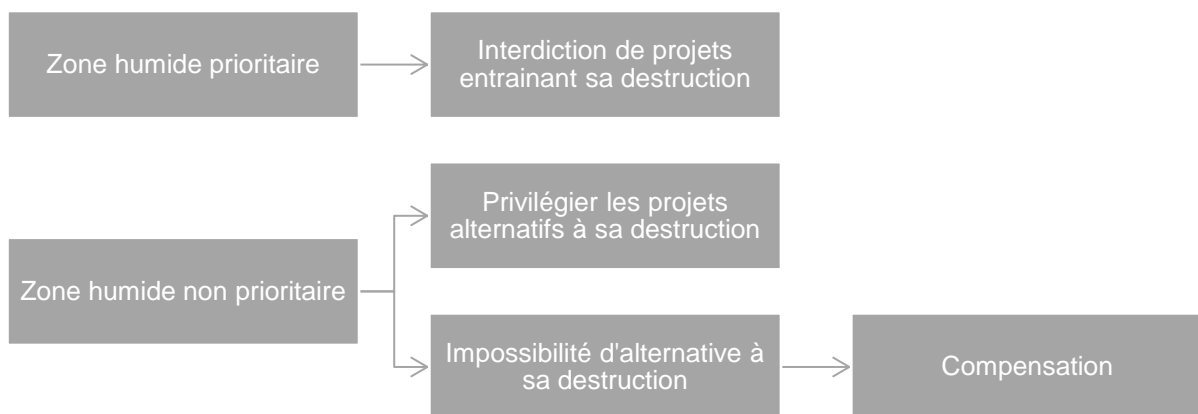 Zone humide prioritaire
Interdiction de projets
entrainant sa destruction
Privilégier les projets
alternatifs à sa destruction
Zone humide non prioritaire
Impossibilité d'alternative à
sa destruction
Compensation